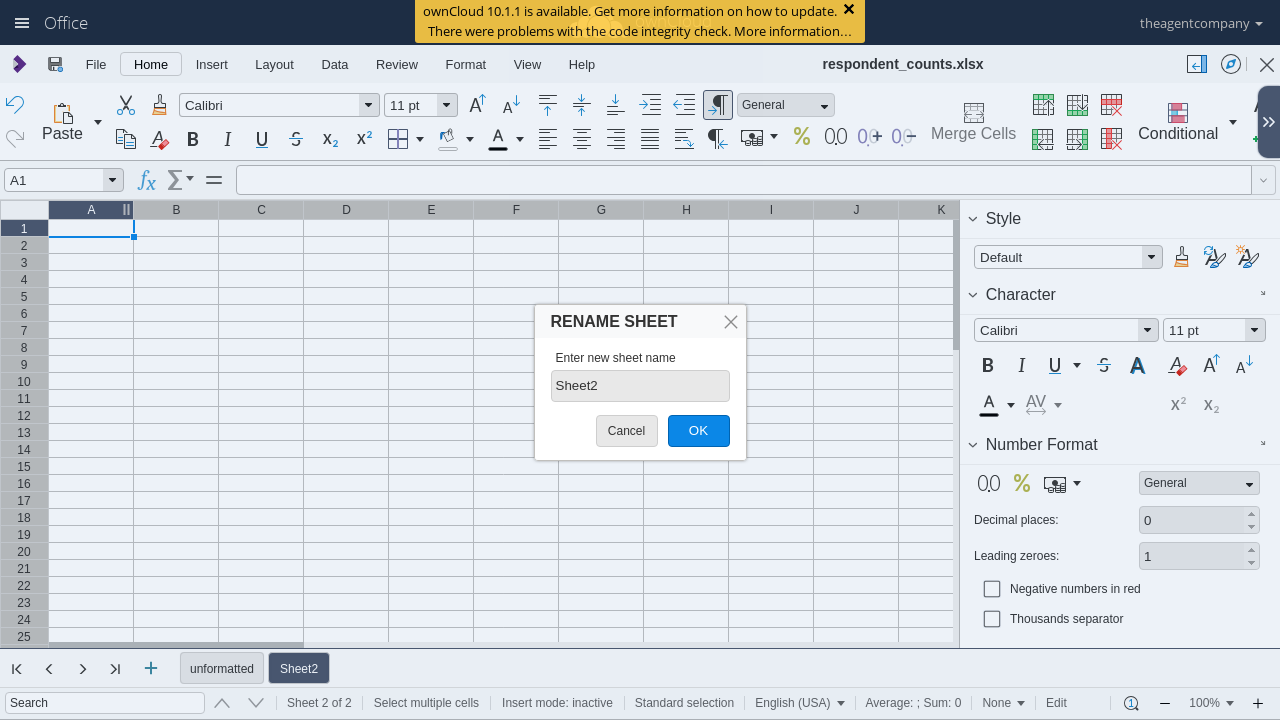 Office
ownCloud 10.1.1 is available. Get more information on how to update.
There were problems with the code integrity check. More information…
theagentcompany
File Home Insert Layout Data Review Format View Help
respondent_counts.xlsx
Paste
Calibri
11 pt
General
Merge Cells
Conditional
A1
A B C D E F G H I J K
1
2
3
4
5
6
7
8
9
10
11
12
13
14
15
16
17
18
19
20
21
22
23
24
25
RENAME SHEET
Enter new sheet name
Sheet2
Cancel OK
Style
Default
Character
Calibri 11 pt
Number Format
General
Decimal places: 0
Leading zeroes: 1
Negative numbers in red
Thousands separator
unformatted Sheet2
Search Sheet 2 of 2 Select multiple cells Insert mode: inactive Standard selection English (USA) Average: ; Sum: 0 None Edit 100%